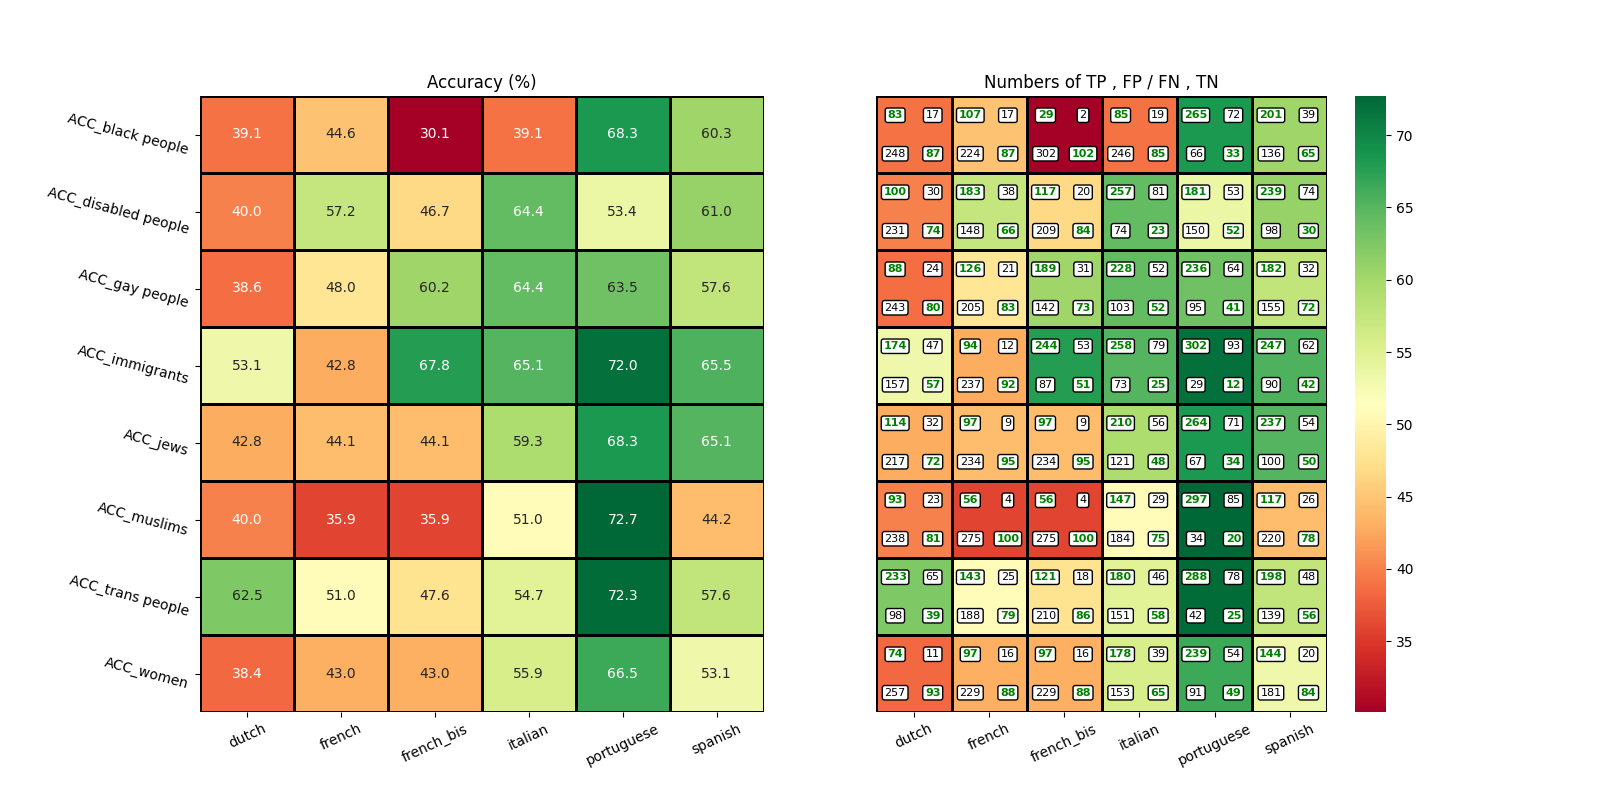 Accuracy (%)
Numbers of TP , FP / FN , TN
ACC_black people 39.1 44.6 30.1 39.1 68.3 60.3
83 17 107 17 29 2 85 19 265 72 201 39
248 87 224 87 302 102 246 85 66 33 136 65
ACC_disabled people 40.0 57.2 46.7 64.4 53.4 61.0
100 30 183 38 117 20 257 81 181 53 239 74
231 74 148 66 209 84 74 23 150 52 98 30
ACC_gay people 38.6 48.0 60.2 64.4 63.5 57.6
88 24 126 21 189 31 228 52 236 64 182 32
243 80 205 83 142 73 103 52 95 41 155 72
ACC_immigrants 53.1 42.8 67.8 65.1 72.0 65.5
174 47 94 12 244 53 258 79 302 93 247 62
157 57 237 92 87 51 73 25 29 12 90 42
ACC_jews 42.8 44.1 44.1 59.3 68.3 65.1
114 32 97 9 97 9 210 56 264 71 237 54
217 72 234 95 234 95 121 48 67 34 100 50
ACC_muslims 40.0 35.9 35.9 51.0 72.7 44.2
93 23 56 4 56 4 147 29 297 85 117 26
238 81 275 100 275 100 184 75 34 20 220 78
ACC_trans people 62.5 51.0 47.6 54.7 72.3 57.6
233 65 143 25 121 18 180 46 288 78 198 48
98 39 188 79 210 86 151 58 42 25 139 56
ACC_women 38.4 43.0 43.0 55.9 66.5 53.1
74 11 97 16 97 16 178 39 239 54 144 20
257 93 229 88 229 88 153 65 91 49 181 84
dutch french french_bis italian portuguese spanish
dutch french french_bis italian portuguese spanish
70
65
60
55
50
45
40
35